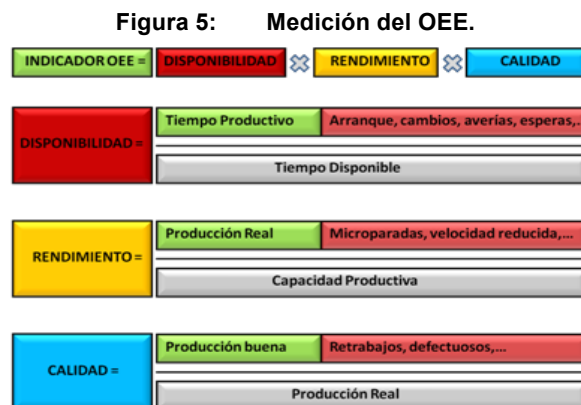 Figura 5: Medición del OEE.
INDICADOR OEE = DISPONIBILIDAD RENDIMIENTO CALIDAD
Tiempo Productivo Arranque, cambios, averías, esperas,..
DISPONIBILIDAD =
Tiempo Disponible
Producción Real Microparadas, velocidad reducida,...
RENDIMIENTO =
Capacidad Productiva
Producción buena Retrabajos, defectuosos,...
CALIDAD =
Producción Real